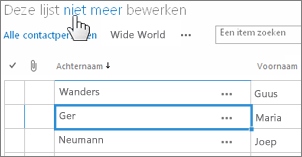 Deze lijst niet meer bewerken
Alle contactpersonen Wide World Een item zoeken
Achternaam Voornaam
Wanders ... Guus
Ger ... Maria
Neumann ... Joep